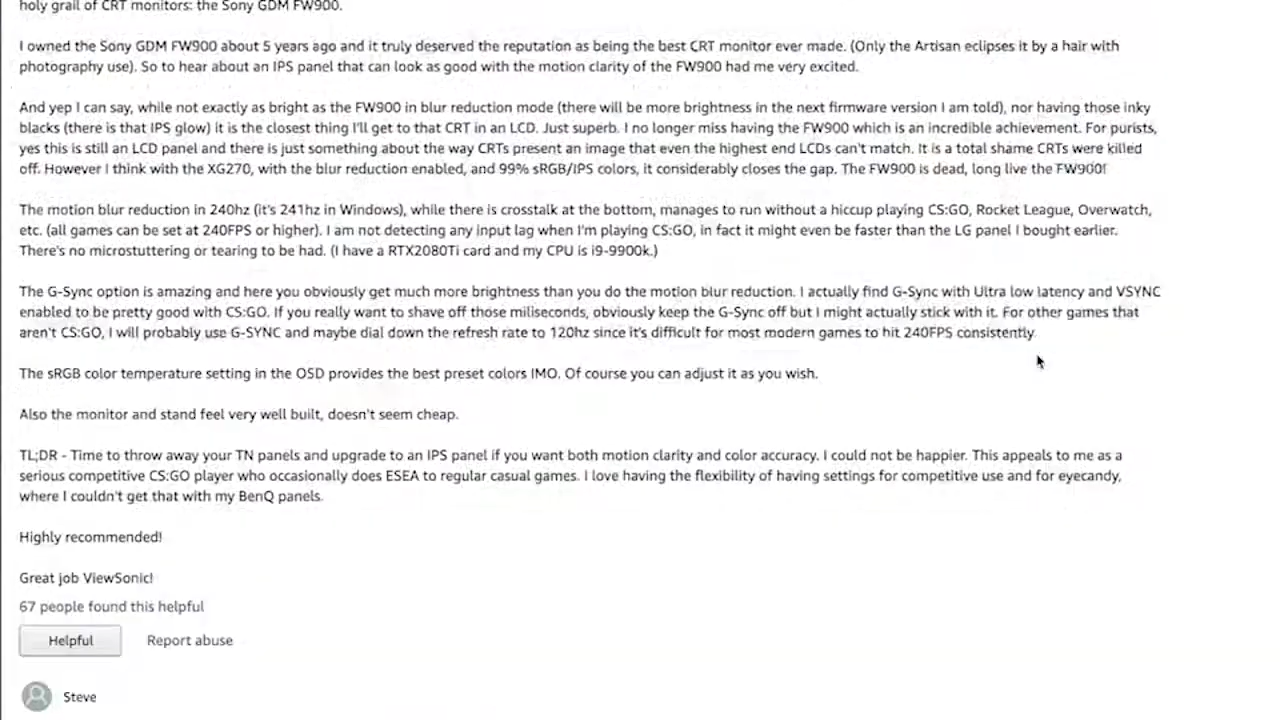 holy grail of CRT monitors: the Sony GDM FW900.
I owned the Sony GDM FW900 about 5 years ago and it truly deserved the reputation as being the best CRT monitor ever made. (Only the Artisan eclipses it by a hair with
photography use). So to hear about an IPS panel that can look as good with the motion clarity of the FW900 had me very excited.
And yep I can say, while not exactly as bright as the FW900 in blur reduction mode (there will be more brightness in the next firmware version I am told), nor having those inky
blacks (there is that IPS glow) it is the closest thing I'll get to that CRT in an LCD. Just superb. I no longer miss having the FW900 which is an incredible achievement. For purists,
yes this is still an LCD panel and there is just something about the way CRTs present an image that even the highest end LCDs can't match. It is a total shame CRTs were killed
off. However I think with the XG270, with the blur reduction enabled, and 99% sRGB/IPS colors, it considerably closes the gap. The FW900 is dead, long live the FW900!
The motion blur reduction in 240hz (it's 241hz in Windows), while there is crosstalk at the bottom, manages to run without a hiccup playing CS:GO, Rocket League, Overwatch,
etc. (all games can be set at 240FPS or higher). I am not detecting any input lag when I'm playing CS:GO, in fact it might even be faster than the LG panel I bought earlier.
There's no microstuttering or tearing to be had. (I have a RTX2080Ti card and my CPU is i9-9900k.)
The G-Sync option is amazing and here you obviously get much more brightness than you do the motion blur reduction. I actually find G-Sync with Ultra low latency and VSYNC
enabled to be pretty good with CS:GO. If you really want to shave off those miliseconds, obviously keep the G-Sync off but I might actually stick with it. For other games that
aren't CS:GO, I will probably use G-SYNC and maybe dial down the refresh rate to 120hz since it's difficult for most modern games to hit 240FPS consistently.
The sRGB color temperature setting in the OSD provides the best preset colors IMO. Of course you can adjust it as you wish.
Also the monitor and stand feel very well built, doesn't seem cheap.
TL;DR - Time to throw away your TN panels and upgrade to an IPS panel if you want both motion clarity and color accuracy. I could not be happier. This appeals to me as a
serious competitive CS:GO player who occasionally does ESEA to regular casual games. I love having the flexibility of having settings for competitive use and for eyecandy,
where I couldn't get that with my BenQ panels.
Highly recommended!
Great job ViewSonic!
67 people found this helpful
Helpful Report abuse
Steve